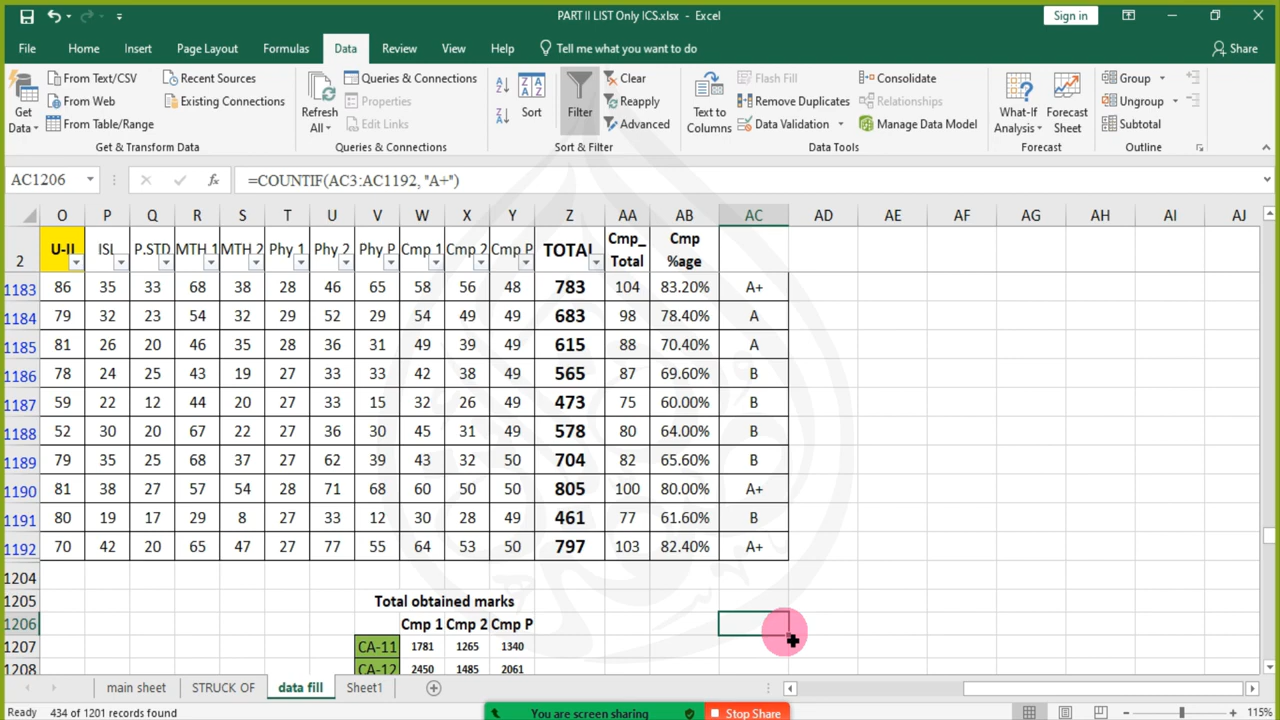 PART II LIST Only ICS.xlsx - Excel
Sign in
File Home Insert Page Layout Formulas Data Review View Help Tell me what you want to do Share
Get Data
From Text/CSV
From Web
From Table/Range
Recent Sources
Existing Connections
Get & Transform Data
Refresh All
Queries & Connections
Properties
Edit Links
Queries & Connections
Sort
Filter
Clear
Reapply
Advanced
Sort & Filter
Text to Columns
Flash Fill
Remove Duplicates
Data Validation
Consolidate
Relationships
Manage Data Model
Data Tools
What-If Analysis
Forecast Sheet
Forecast
Group
Ungroup
Subtotal
Outline
AC1206 fx =COUNTIF(AC3:AC1192, "A+")
O P Q R S T U V W X Y Z AA AB AC AD AE AF AG AH AI AJ
2 U-II ISL P.STD MTH 1 MTH 2 Phy 1 Phy 2 Phy P Cmp 1 Cmp 2 Cmp P TOTAL Cmp_ Total Cmp %age
1183 86 35 33 68 38 28 46 65 58 56 48 783 104 83.20% A+
1184 79 32 23 54 32 29 52 29 54 49 49 683 98 78.40% A
1185 81 26 20 46 35 28 36 31 49 39 49 615 88 70.40% A
1186 78 24 25 43 19 27 33 33 42 38 49 565 87 69.60% B
1187 59 22 12 44 20 27 33 15 32 26 49 473 75 60.00% B
1188 52 30 20 67 22 27 36 30 45 31 49 578 80 64.00% B
1189 79 35 25 68 37 27 62 39 43 32 50 704 82 65.60% B
1190 81 38 27 57 54 28 71 68 60 50 50 805 100 80.00% A+
1191 80 19 17 29 8 27 33 12 30 28 49 461 77 61.60% B
1192 70 42 20 65 47 27 77 55 64 53 50 797 103 82.40% A+
1204
1205 Total obtained marks
1206 Cmp 1 Cmp 2 Cmp P
1207 CA-11 1781 1265 1340
1208 CA-12 2450 1485 2061
main sheet STRUCK OF data fill Sheet1
Ready 434 of 1201 records found You are screen sharing Stop Share 115%